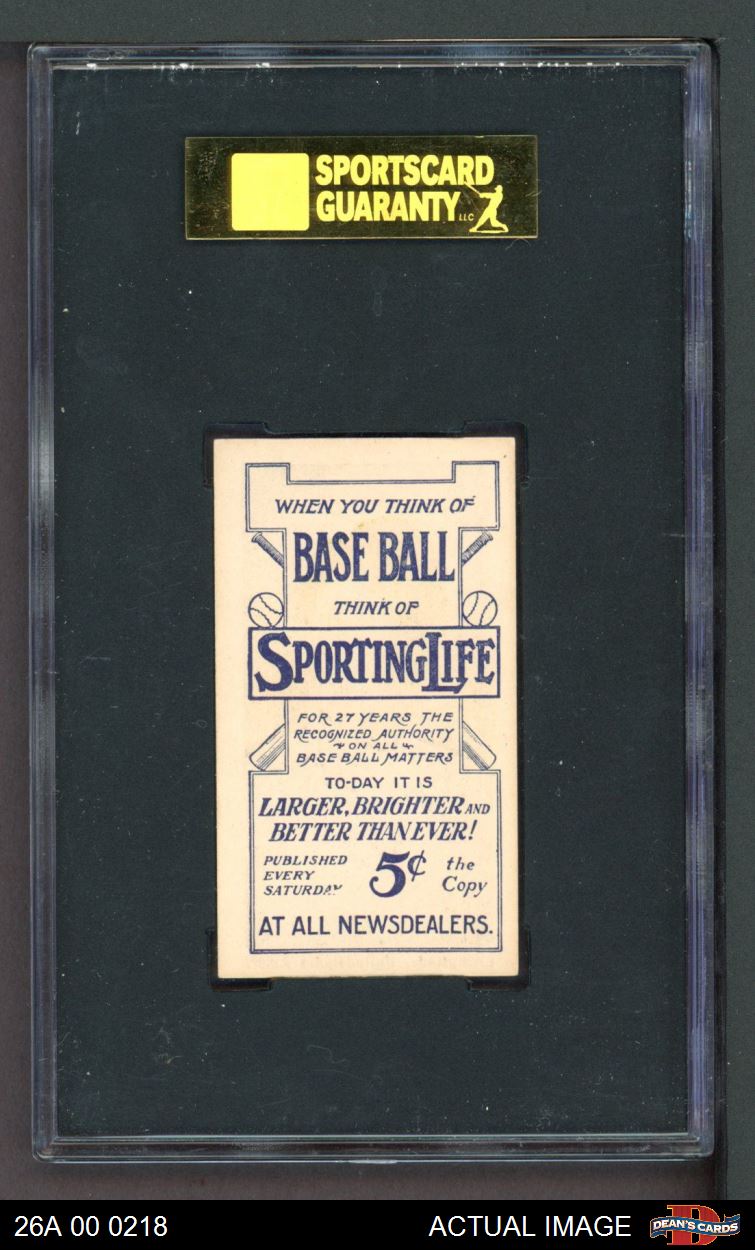 SPORTSCARD
GUARANTY LLC
WHEN YOU THINK OF
BASE BALL
THINK OF
SPORTING LIFE
FOR 27 YEARS THE
RECOGNIZED AUTHORITY
ON ALL
BASE BALL MATTERS
TO-DAY IT IS
LARGER, BRIGHTER AND
BETTER THAN EVER!
PUBLISHED
EVERY
SATURDAY
5¢ the
Copy
AT ALL NEWSDEALERS.
26A 00 0218 ACTUAL IMAGE DEAN'S CARDS